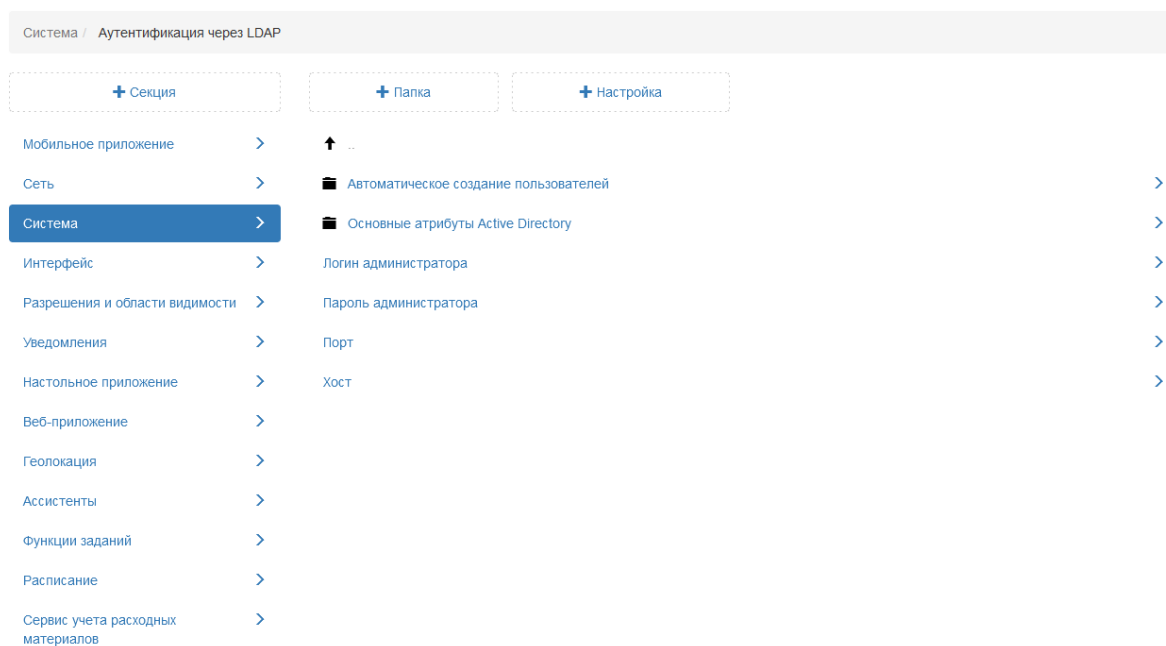 Система / Аутентификация через LDAP
+ Секция
+ Папка
+ Настройка
Мобильное приложение
Сеть
Система
Интерфейс
Разрешения и области видимости
Уведомления
Настольное приложение
Веб-приложение
Геолокация
Ассистенты
Функции заданий
Расписание
Сервис учета расходных
материалов
..
Автоматическое создание пользователей
Основные атрибуты Active Directory
Логин администратора
Пароль администратора
Порт
Хост